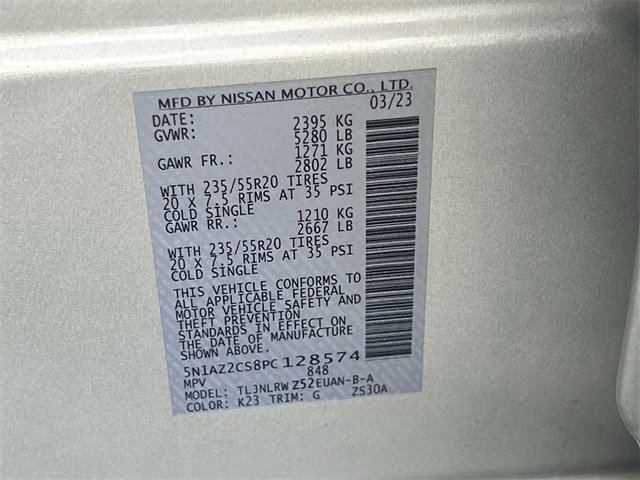 MFD BY NISSAN MOTOR CO., LTD.
DATE: 03/23
GVWR: 2395 KG
5280 LB
GAWR FR.: 1271 KG
2802 LB
WITH 235/55R20 TIRES
20 X 7.5 RIMS AT 35 PSI
COLD SINGLE
GAWR RR.: 1210 KG
2667 LB
WITH 235/55R20 TIRES
20 X 7.5 RIMS AT 35 PSI
COLD SINGLE
THIS VEHICLE CONFORMS TO
ALL APPLICABLE FEDERAL
MOTOR VEHICLE SAFETY AND
THEFT PREVENTION
STANDARDS IN EFFECT ON
THE DATE OF MANUFACTURE
SHOWN ABOVE.
5N1AZ2CS8PC128574
MPV 848
MODEL: TLJNLRWZ52EUAN-B-A
COLOR: K23 TRIM: G ZS30A